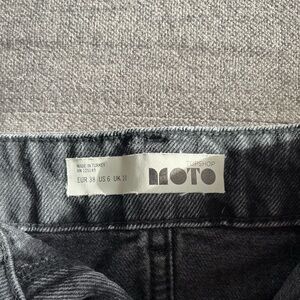 MADE IN TURKEY
EUR 38 US 6 UK 10
TOPSHOP
MOTO